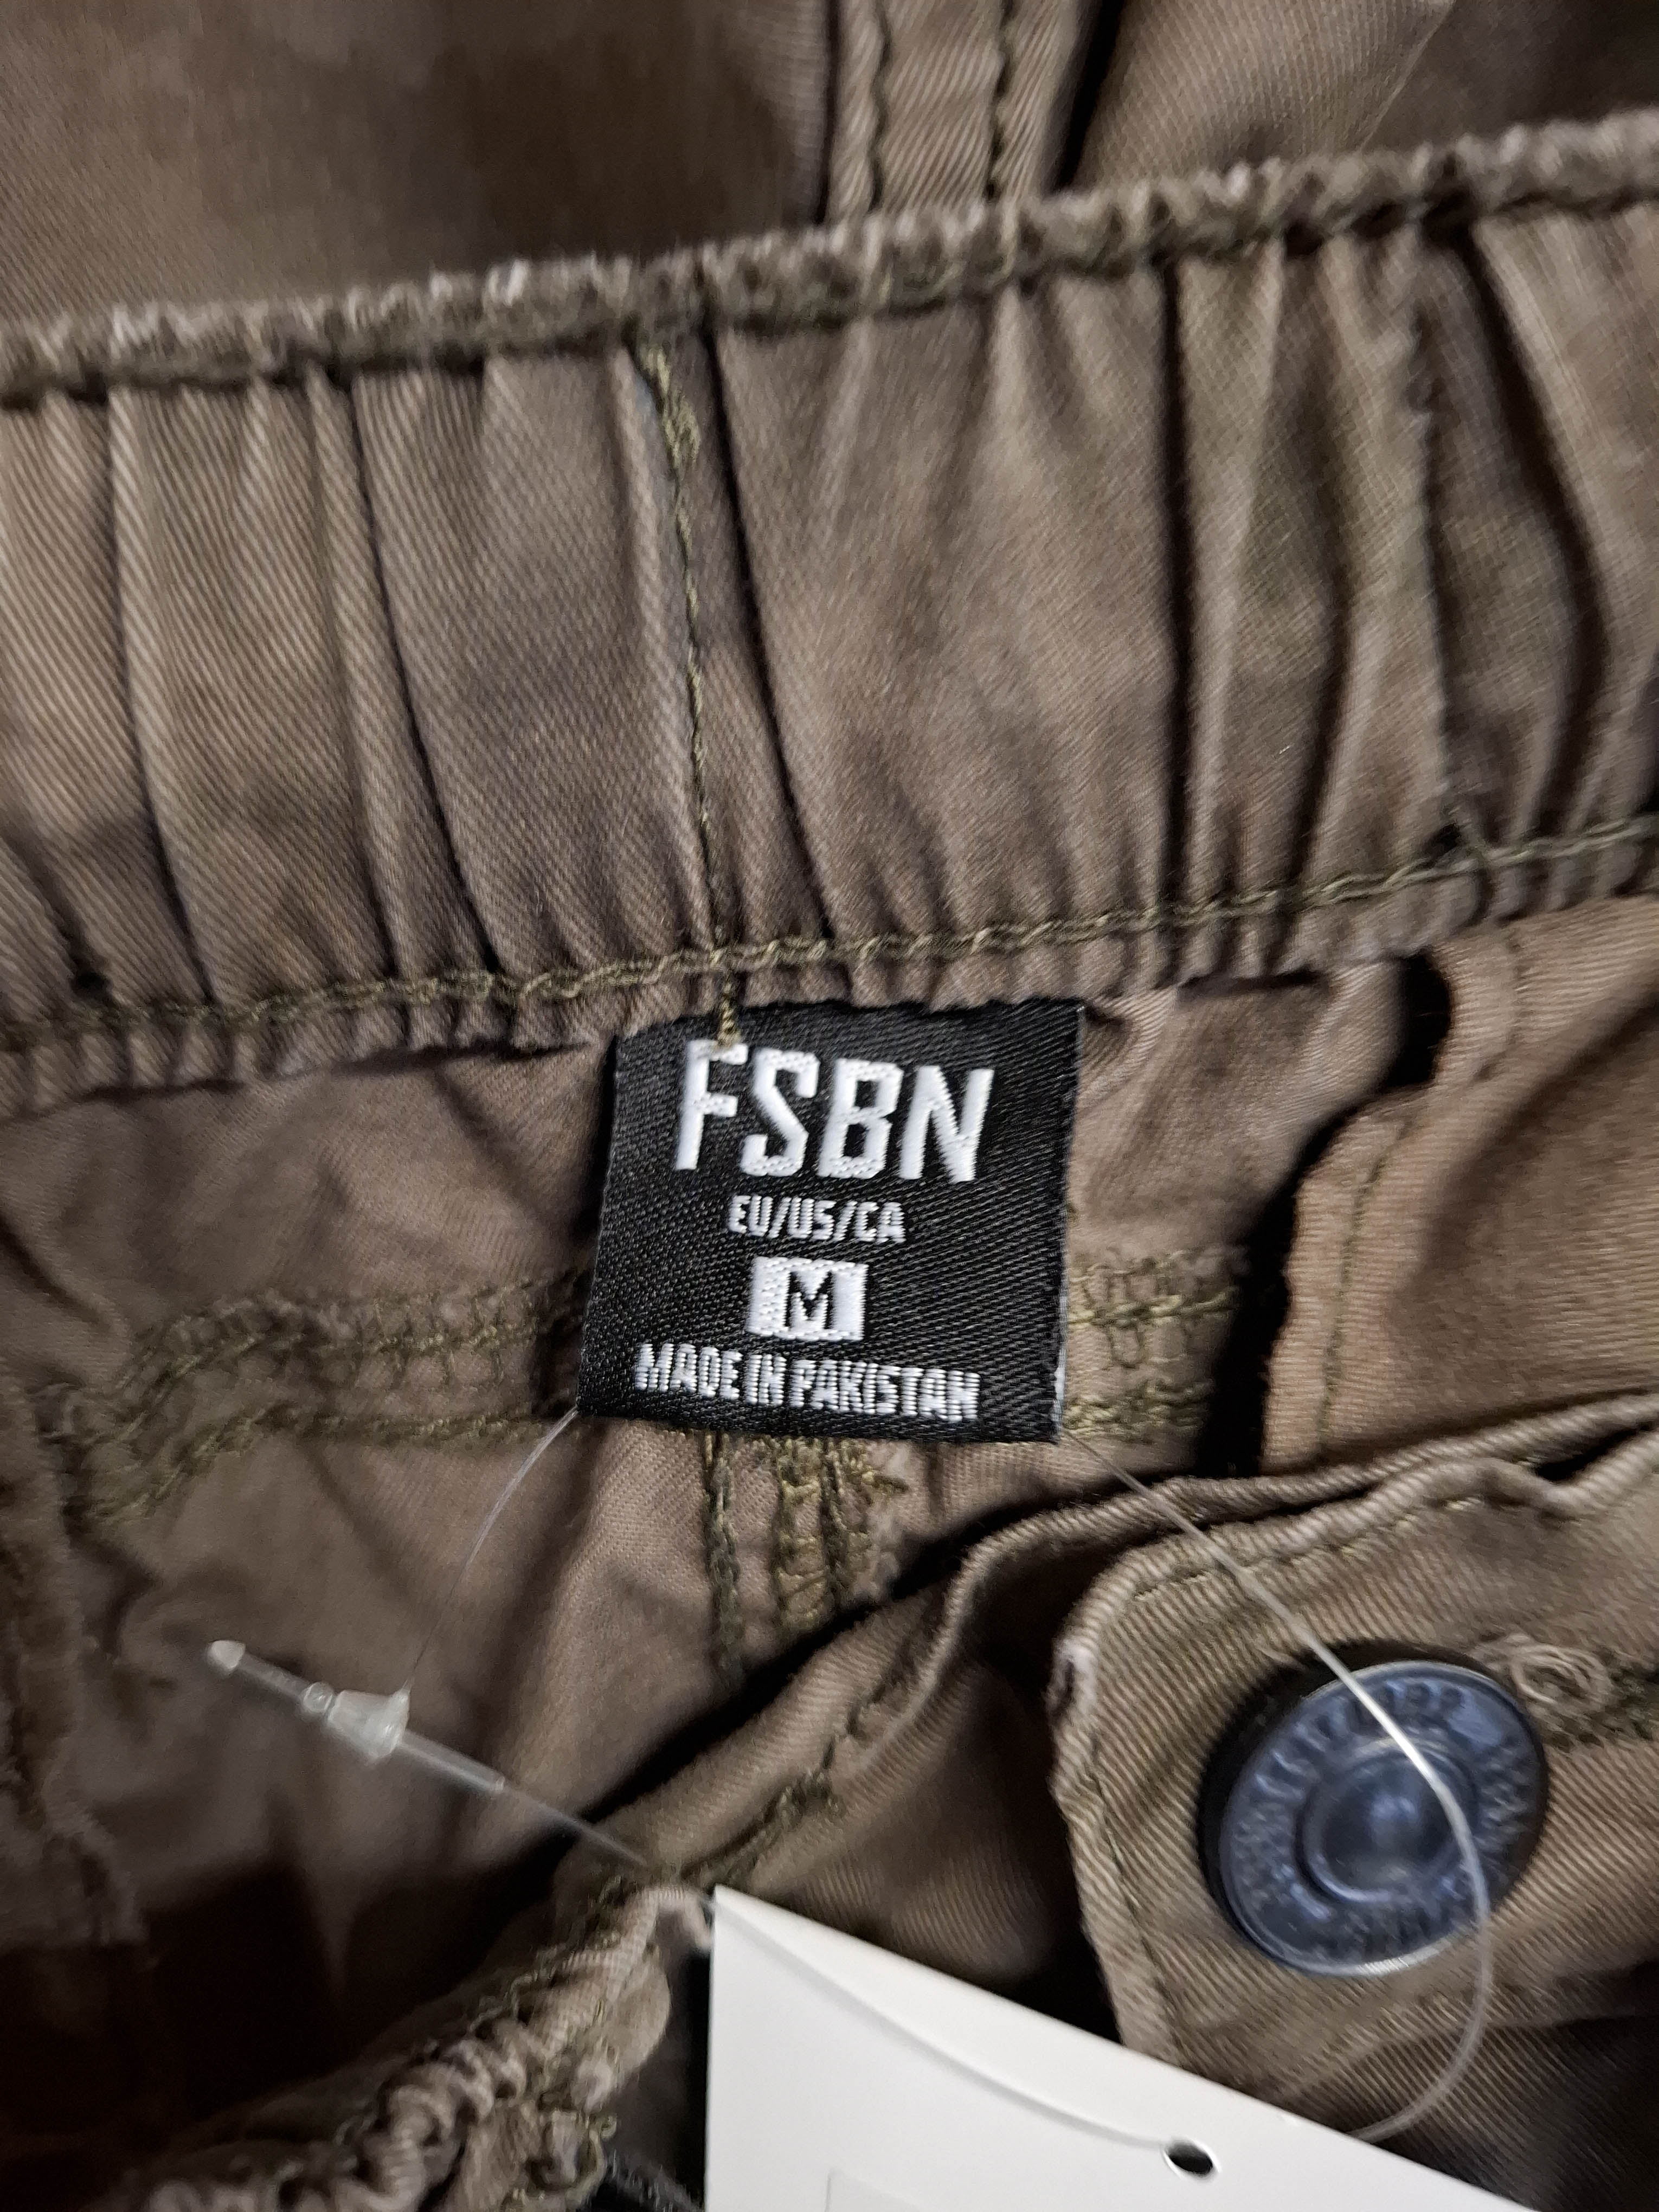 FSBN
EU/US/CA
M
MADE IN PAKISTAN